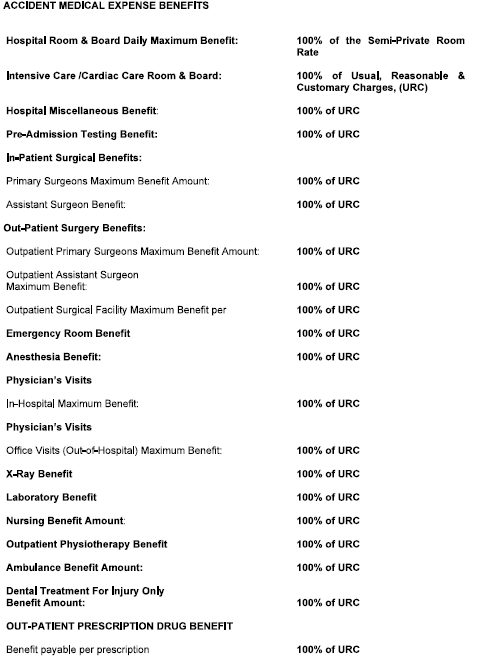 ACCIDENT MEDICAL EXPENSE BENEFITS
Hospital Room & Board Daily Maximum Benefit: 100% of the Semi-Private Room
Rate
Intensive Care /Cardiac Care Room & Board: 100% of Usual, Reasonable &
Customary Charges, (URC)
Hospital Miscellaneous Benefit: 100% of URC
Pre-Admission Testing Benefit: 100% of URC
In-Patient Surgical Benefits:
Primary Surgeons Maximum Benefit Amount: 100% of URC
Assistant Surgeon Benefit: 100% of URC
Out-Patient Surgery Benefits:
Outpatient Primary Surgeons Maximum Benefit Amount: 100% of URC
Outpatient Assistant Surgeon
Maximum Benefit: 100% of URC
Outpatient Surgical Facility Maximum Benefit per 100% of URC
Emergency Room Benefit 100% of URC
Anesthesia Benefit: 100% of URC
Physician's Visits
In-Hospital Maximum Benefit: 100% of URC
Physician's Visits
Office Visits (Out-of-Hospital) Maximum Benefit: 100% of URC
X-Ray Benefit 100% of URC
Laboratory Benefit 100% of URC
Nursing Benefit Amount: 100% of URC
Outpatient Physiotherapy Benefit 100% of URC
Ambulance Benefit Amount: 100% of URC
Dental Treatment For Injury Only
Benefit Amount: 100% of URC
OUT-PATIENT PRESCRIPTION DRUG BENEFIT
Benefit payable per prescription 100% of URC